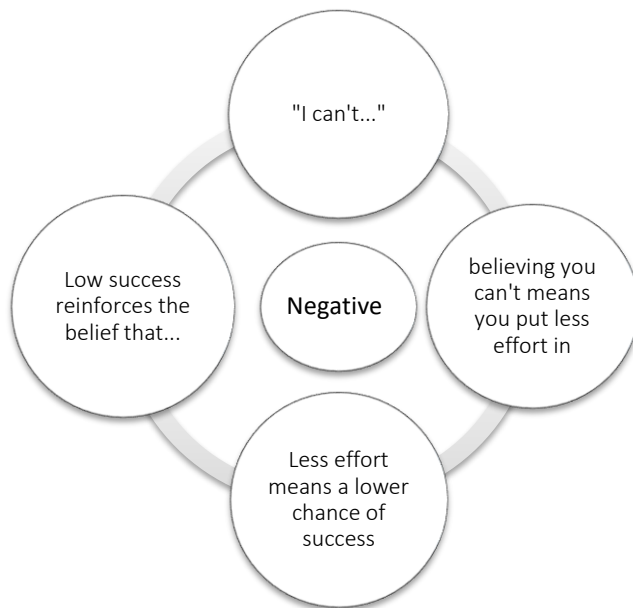 "I can't..."
believing you
can't means
you put less
effort in
Less effort
means a lower
chance of
success
Low success
reinforces the
belief that...
Negative